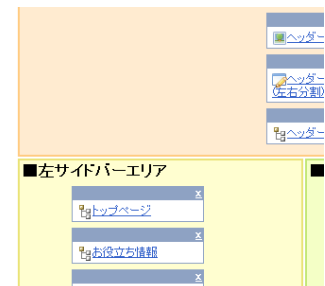 ヘッダー
ヘッダー
(左右分割)
ヘッダー
■左サイドバーエリア
■
x
トップページ
x
お役立ち情報
x